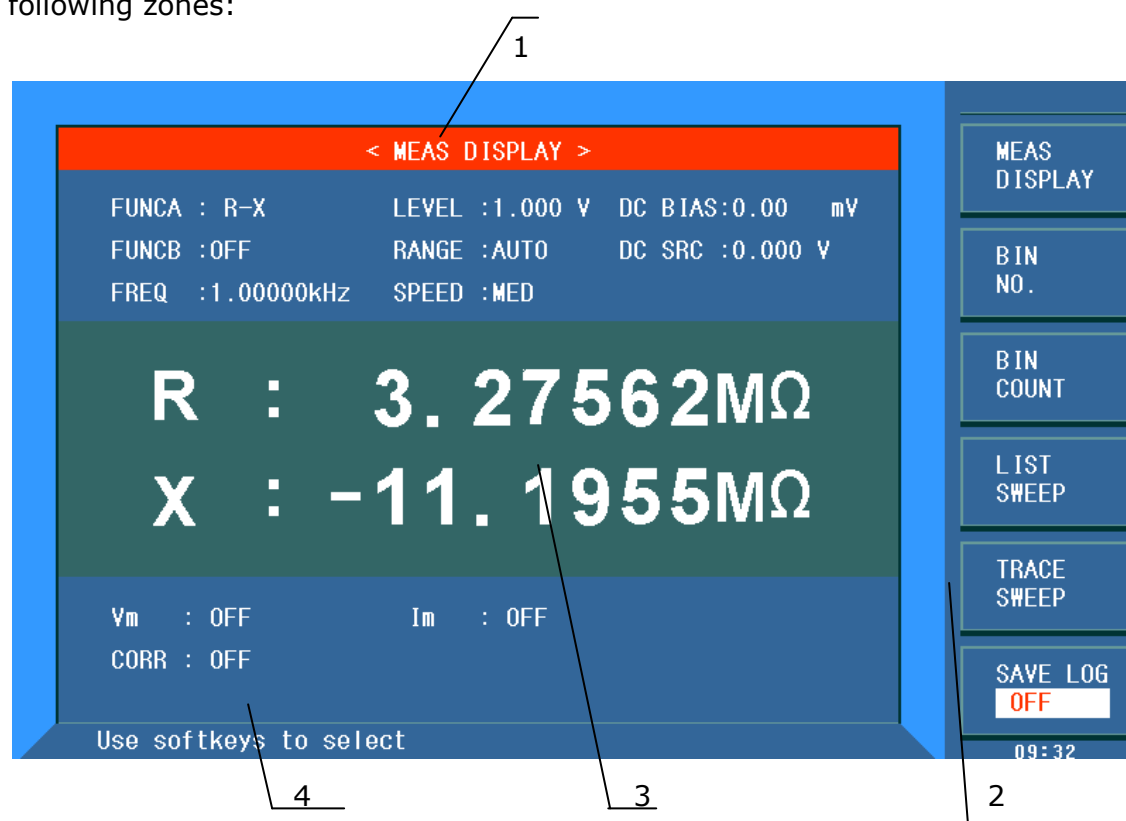 following zones:
1
< MEAS DISPLAY >
FUNCA : R-X LEVEL :1.000 V DC BIAS:0.00 mV
FUNCB :OFF RANGE :AUTO DC SRC :0.000 V
FREQ :1.00000kHz SPEED :MED
R : 3.27562MΩ
X : -11.1955MΩ
Vm : OFF Im : OFF
CORR : OFF
Use softkeys to select
MEAS
DISPLAY
BIN
NO.
BIN
COUNT
LIST
SWEEP
TRACE
SWEEP
SAVE LOG
OFF
09:32
4 3 2